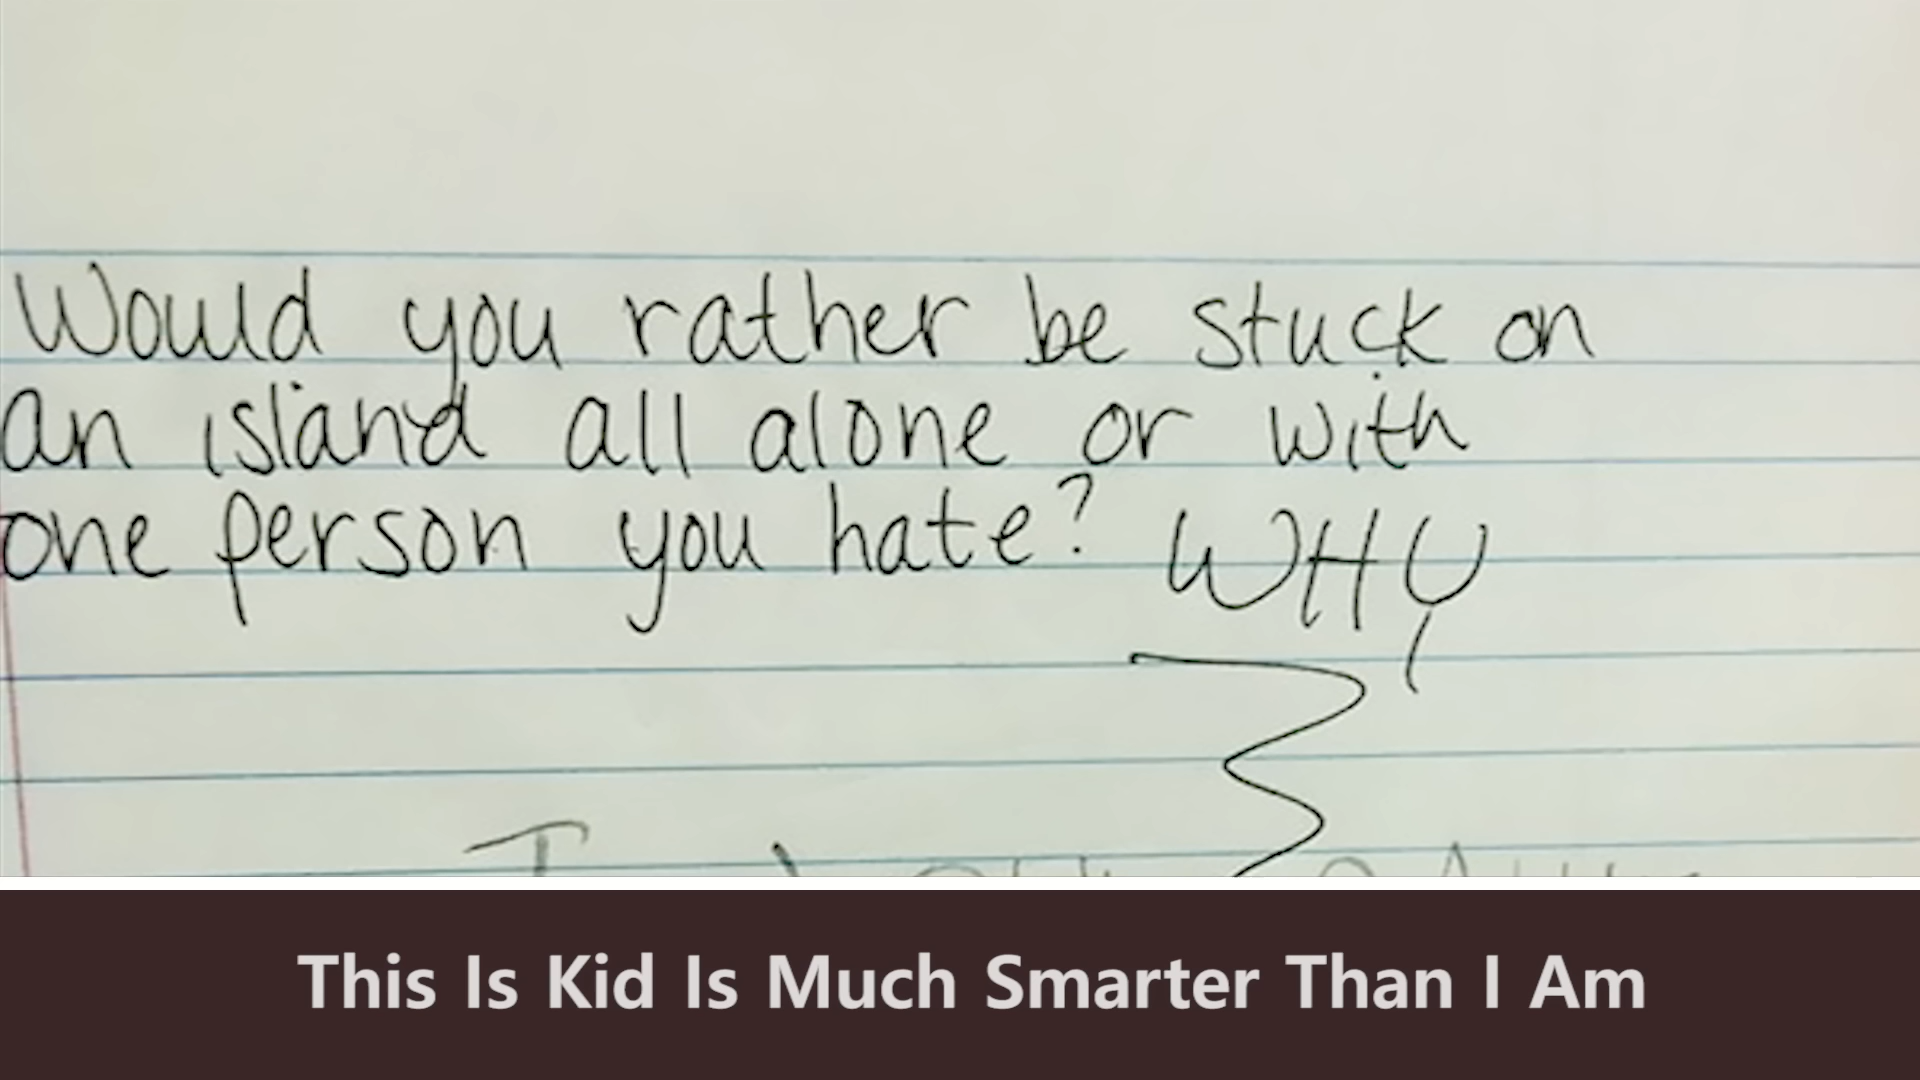 Would you rather be stuck on
an island all alone or with
one person you hate? WHY
This Is Kid Is Much Smarter Than I Am